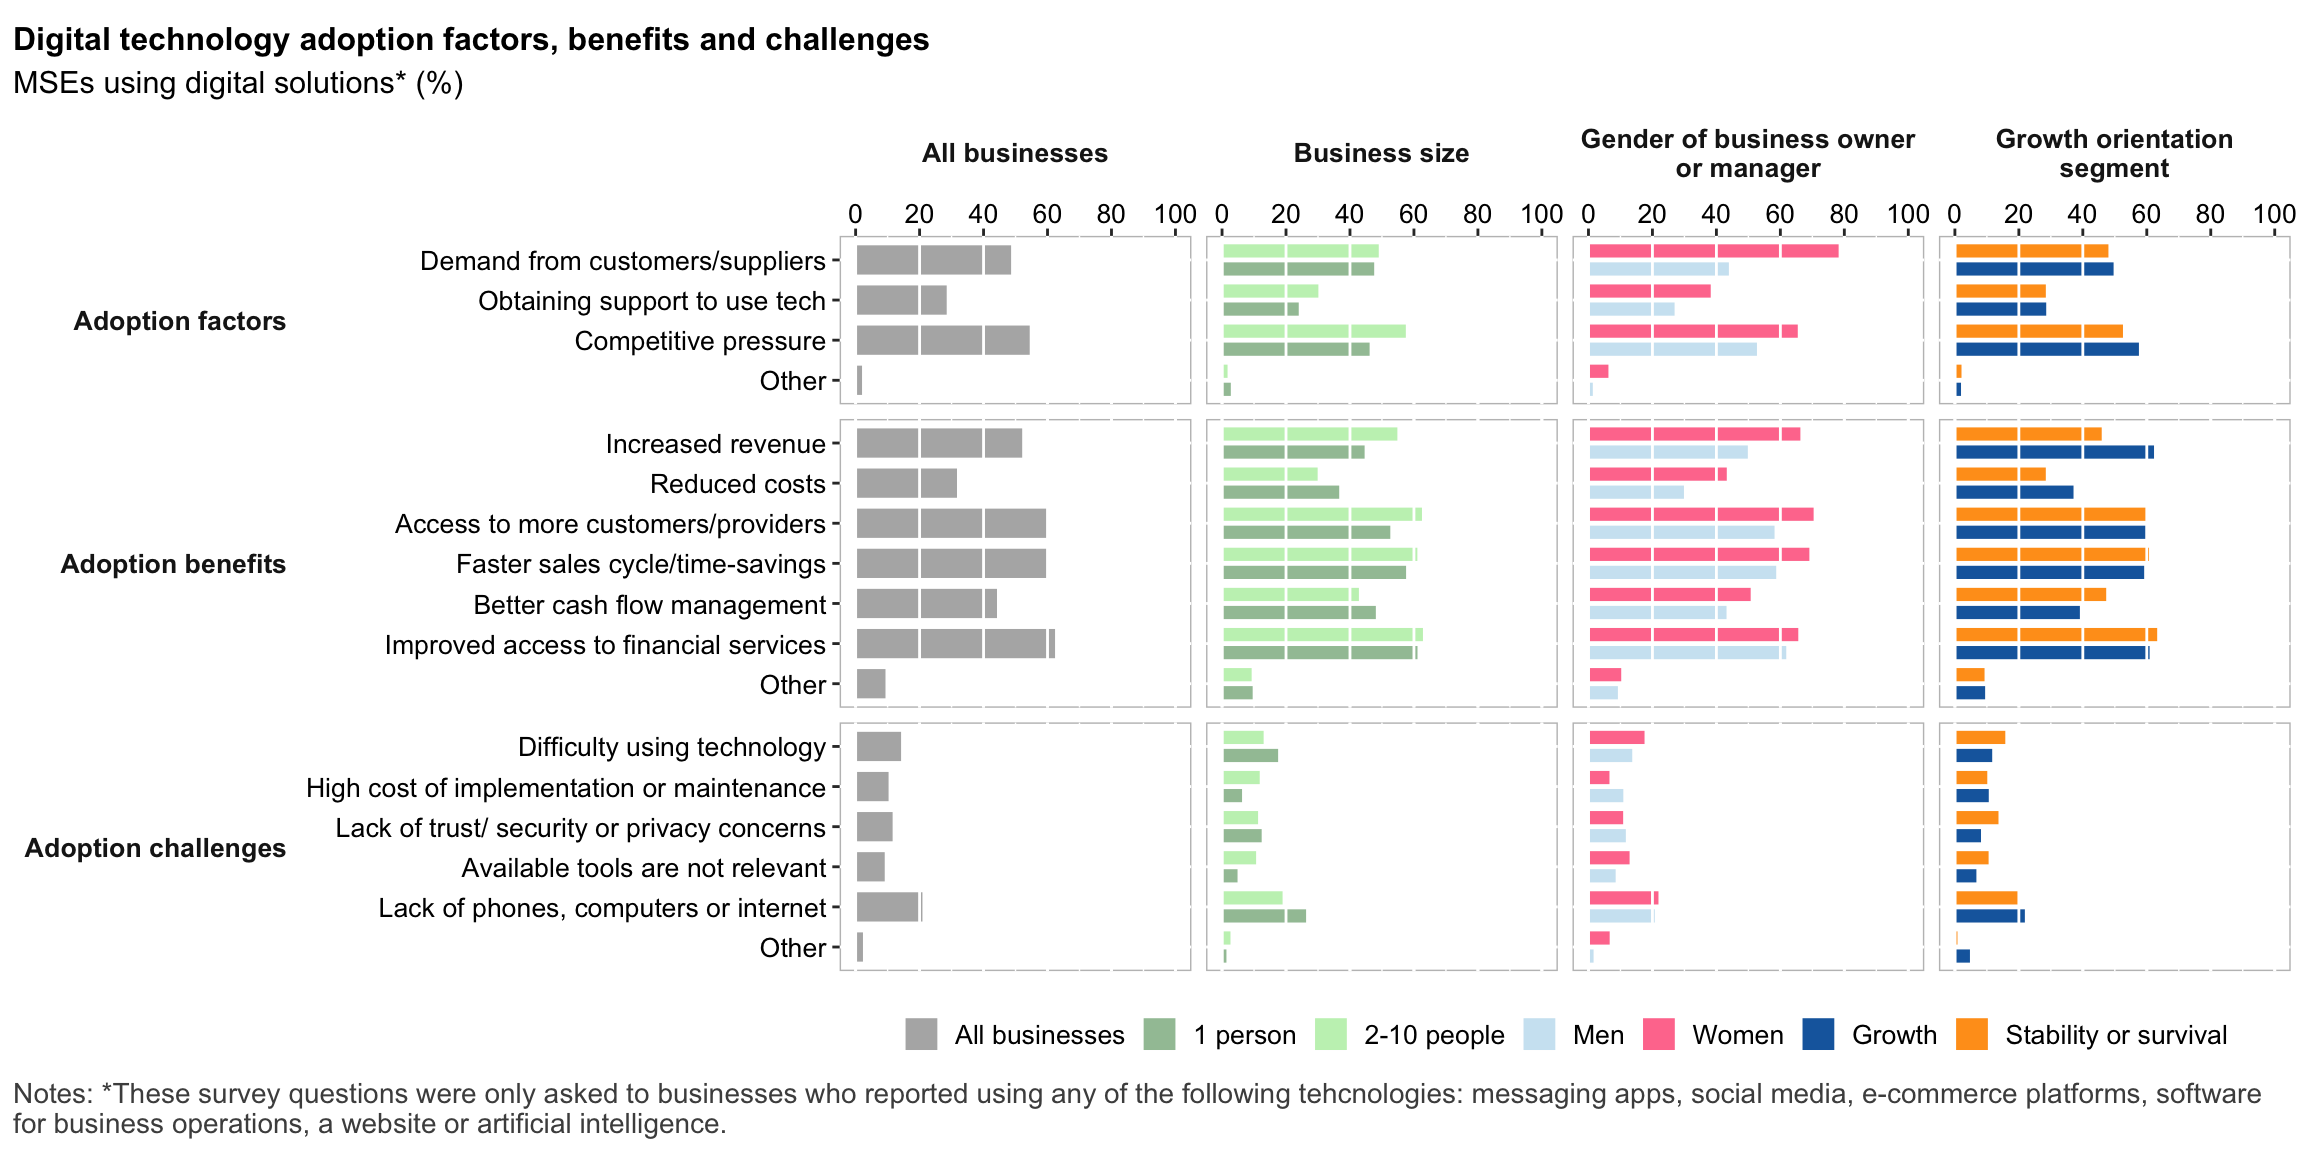 Digital technology adoption factors, benefits and challenges
MSEs using digital solutions* (%)
All businesses
Business size
Gender of business owner
or manager
Growth orientation
segment
0 20 40 60 80 100
0 20 40 60 80 100
0 20 40 60 80 100
0 20 40 60 80 100
Adoption factors
Demand from customers/suppliers
Obtaining support to use tech
Competitive pressure
Other
Adoption benefits
Increased revenue
Reduced costs
Access to more customers/providers
Faster sales cycle/time-savings
Better cash flow management
Improved access to financial services
Other
Adoption challenges
Difficulty using technology
High cost of implementation or maintenance
Lack of trust/ security or privacy concerns
Available tools are not relevant
Lack of phones, computers or internet
Other
All businesses 1 person 2-10 people Men Women Growth Stability or survival
Notes: *These survey questions were only asked to businesses who reported using any of the following tehcnologies: messaging apps, social media, e-commerce platforms, software
for business operations, a website or artificial intelligence.